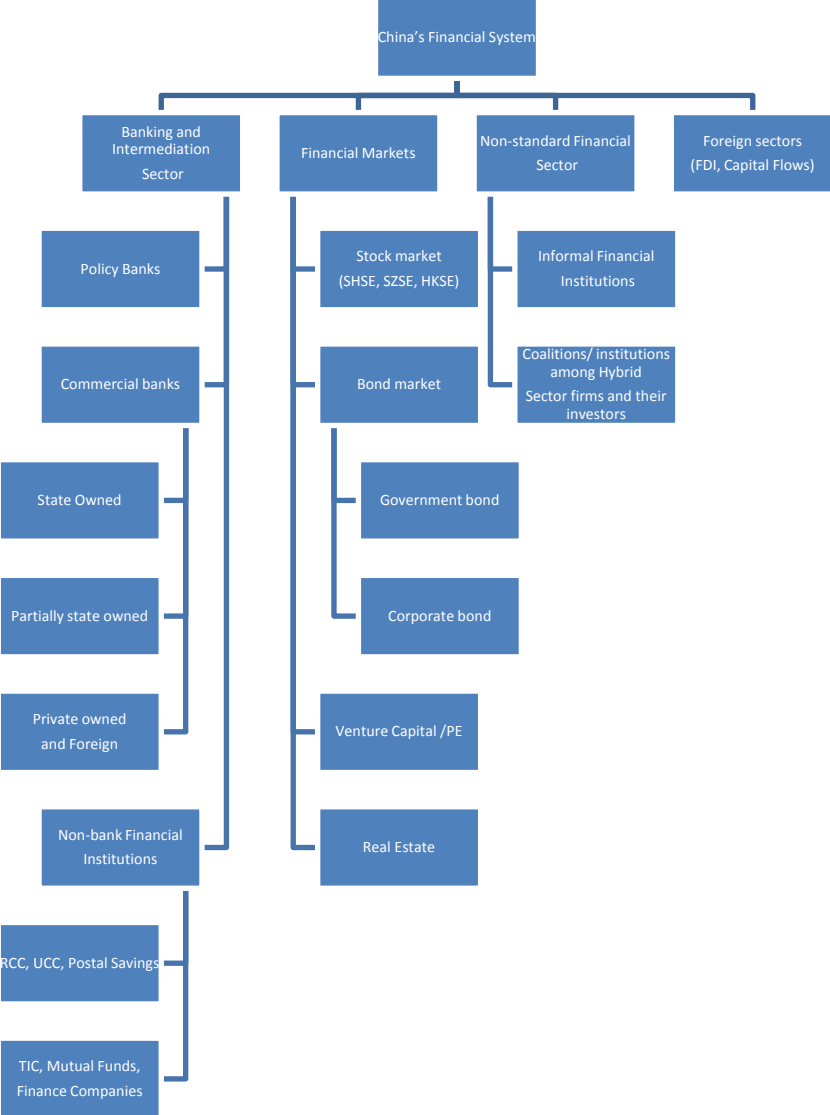 China's Financial System
Banking and
Intermediation
Sector
Financial Markets
Non-standard Financial
Sector
Foreign sectors
(FDI, Capital Flows)
Policy Banks
Stock market
(SHSE, SZSE, HKSE)
Informal Financial
Institutions
Commercial banks
Bond market
Coalitions/ institutions
among Hybrid
Sector firms and their
investors
State Owned
Government bond
Partially state owned
Corporate bond
Private owned
and Foreign
Venture Capital /PE
Non-bank Financial
Institutions
Real Estate
RCC, UCC, Postal Savings
TIC, Mutual Funds,
Finance Companies